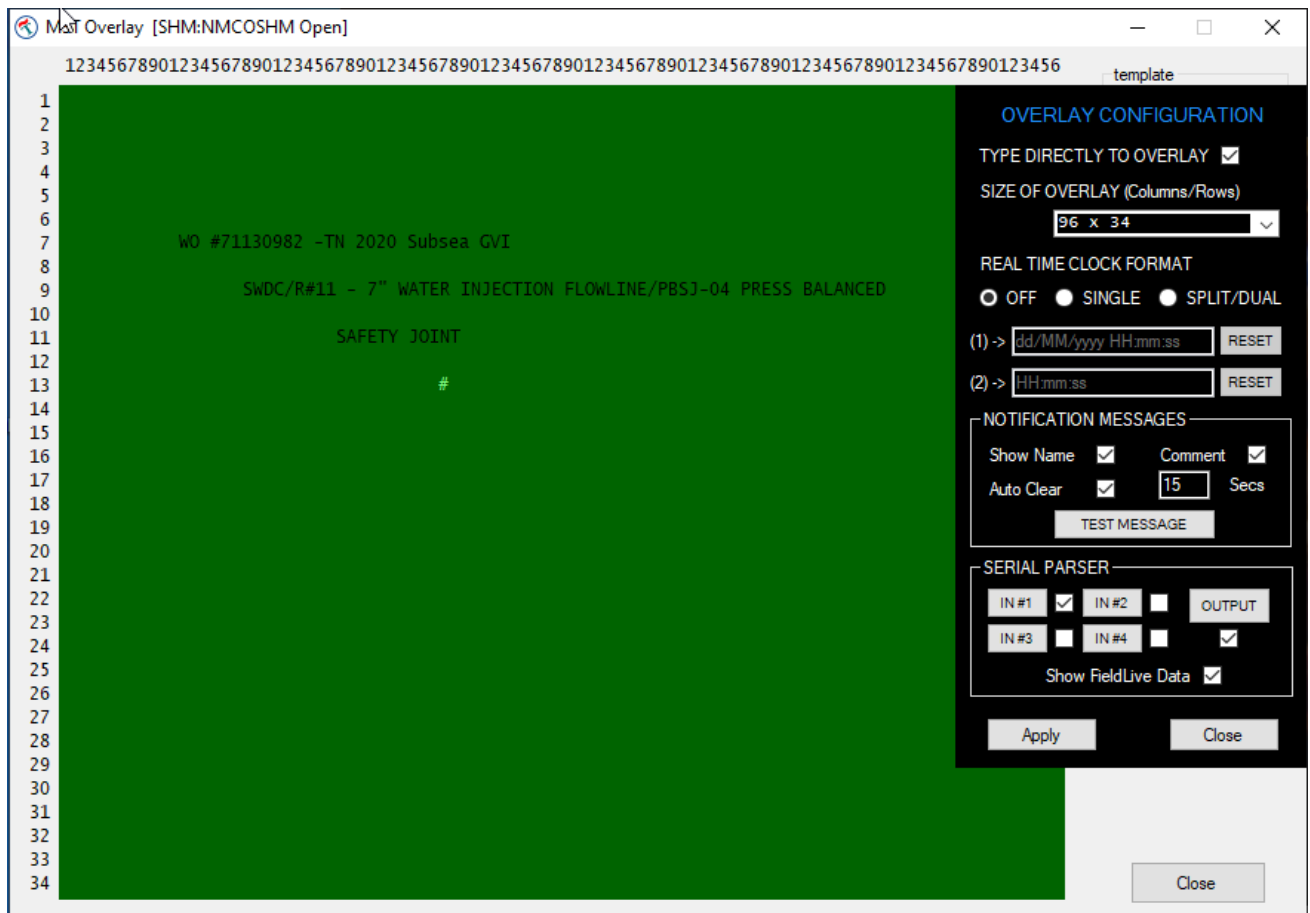 MaT Overlay [SHM:NMCOSHM Open]
123456789012345678901234567890123456789012345678901234567890123456789012345678901234567890123456
template
1
2
3
4
5
6
7 WO #71130982 -TN 2020 Subsea GVI
8
9 SWDC/R#11 - 7" WATER INJECTION FLOWLINE/PBSJ-04 PRESS BALANCED
10
11 SAFETY JOINT
12
13 #
14
15
16
17
18
19
20
21
22
23
24
25
26
27
28
29
30
31
32
33
34
OVERLAY CONFIGURATION
TYPE DIRECTLY TO OVERLAY
SIZE OF OVERLAY (Columns/Rows)
96 x 34
REAL TIME CLOCK FORMAT
OFF SINGLE SPLIT/DUAL
(1) -> dd/MM/yyyy HH:mm:ss RESET
(2) -> HH:mm:ss RESET
NOTIFICATION MESSAGES
Show Name Comment
Auto Clear 15 Secs
TEST MESSAGE
SERIAL PARSER
IN #1 IN #2 OUTPUT
IN #3 IN #4
Show FieldLive Data
Apply Close
Close